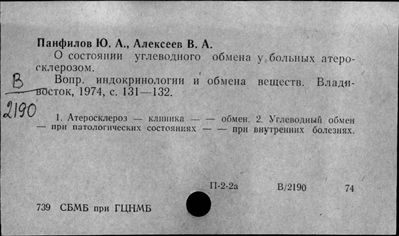 Панфилов Ю. А., Алексеев В. А.
О состоянии углеводного обмена у больных атеро-
склерозом.
Вопр. индокринологии и обмена веществ. Влади-
восток, 1974, с. 131—132.
В
2190
1. Атеросклероз — клиника — — обмен. 2. Углеводный обмен
— при патологических состояниях — — при внутренних болезнях.
П-2-2а В/2190 74
739 СБМБ при ГЦНМБ